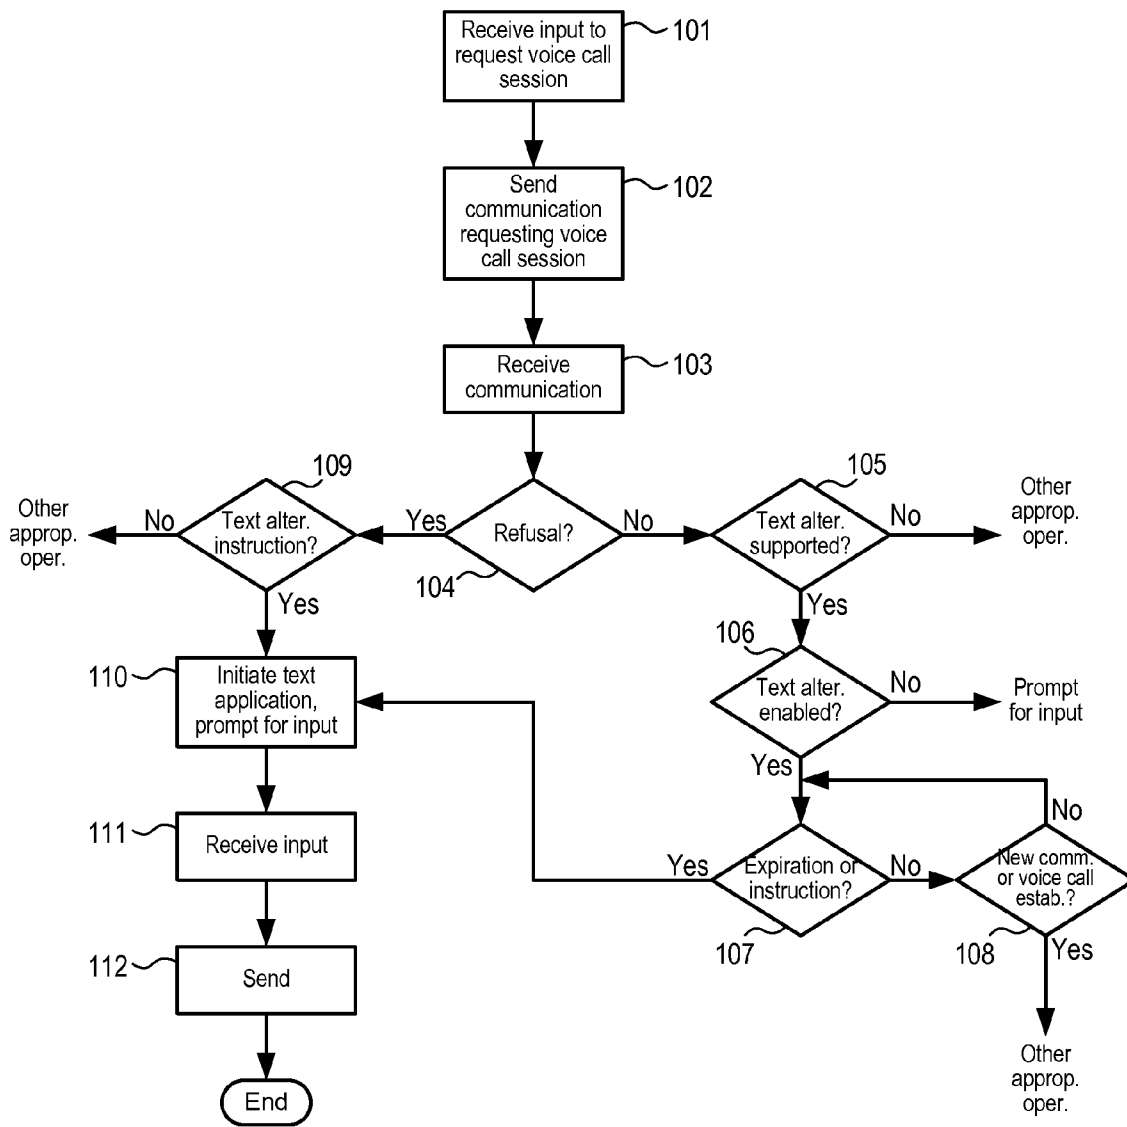 Receive input to
request voice call
session
101
Send
communication
requesting voice
call session
102
Receive
communication
103
109
105
Other
approp.
oper.
No
Text alter.
instruction?
Yes
Refusal?
No
Text alter.
supported?
No
Other
approp.
oper.
104
Yes
Yes
106
110
Initiate text
application,
prompt for input
Text alter.
enabled?
No
Prompt
for input
Yes
111
Receive input
Yes
Expiration or
instruction?
No
New comm.
or voice call
estab.?
No
107
108
Yes
112
Send
Other
approp.
oper.
End